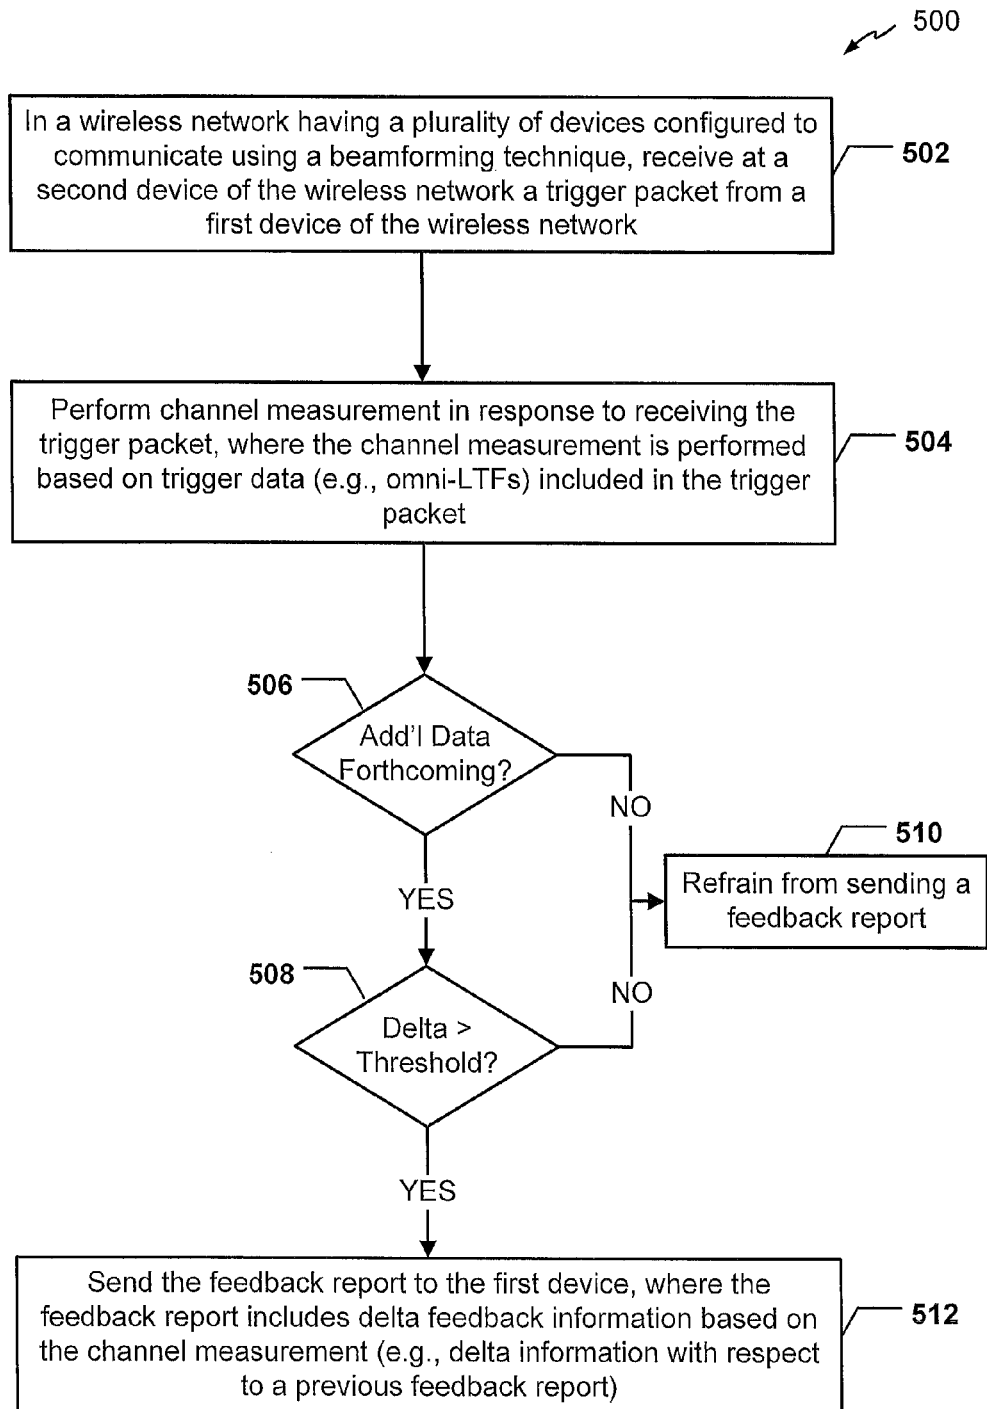 500
In a wireless network having a plurality of devices configured to
communicate using a beamforming technique, receive at a
second device of the wireless network a trigger packet from a
first device of the wireless network
502
Perform channel measurement in response to receiving the
trigger packet, where the channel measurement is performed
based on trigger data (e.g., omni-LTFs) included in the trigger
packet
504
506
Add'l Data
Forthcoming?
NO
510
Refrain from sending a
feedback report
YES
508
NO
Delta >
Threshold?
YES
Send the feedback report to the first device, where the
feedback report includes delta feedback information based on
the channel measurement (e.g., delta information with respect
to a previous feedback report)
512